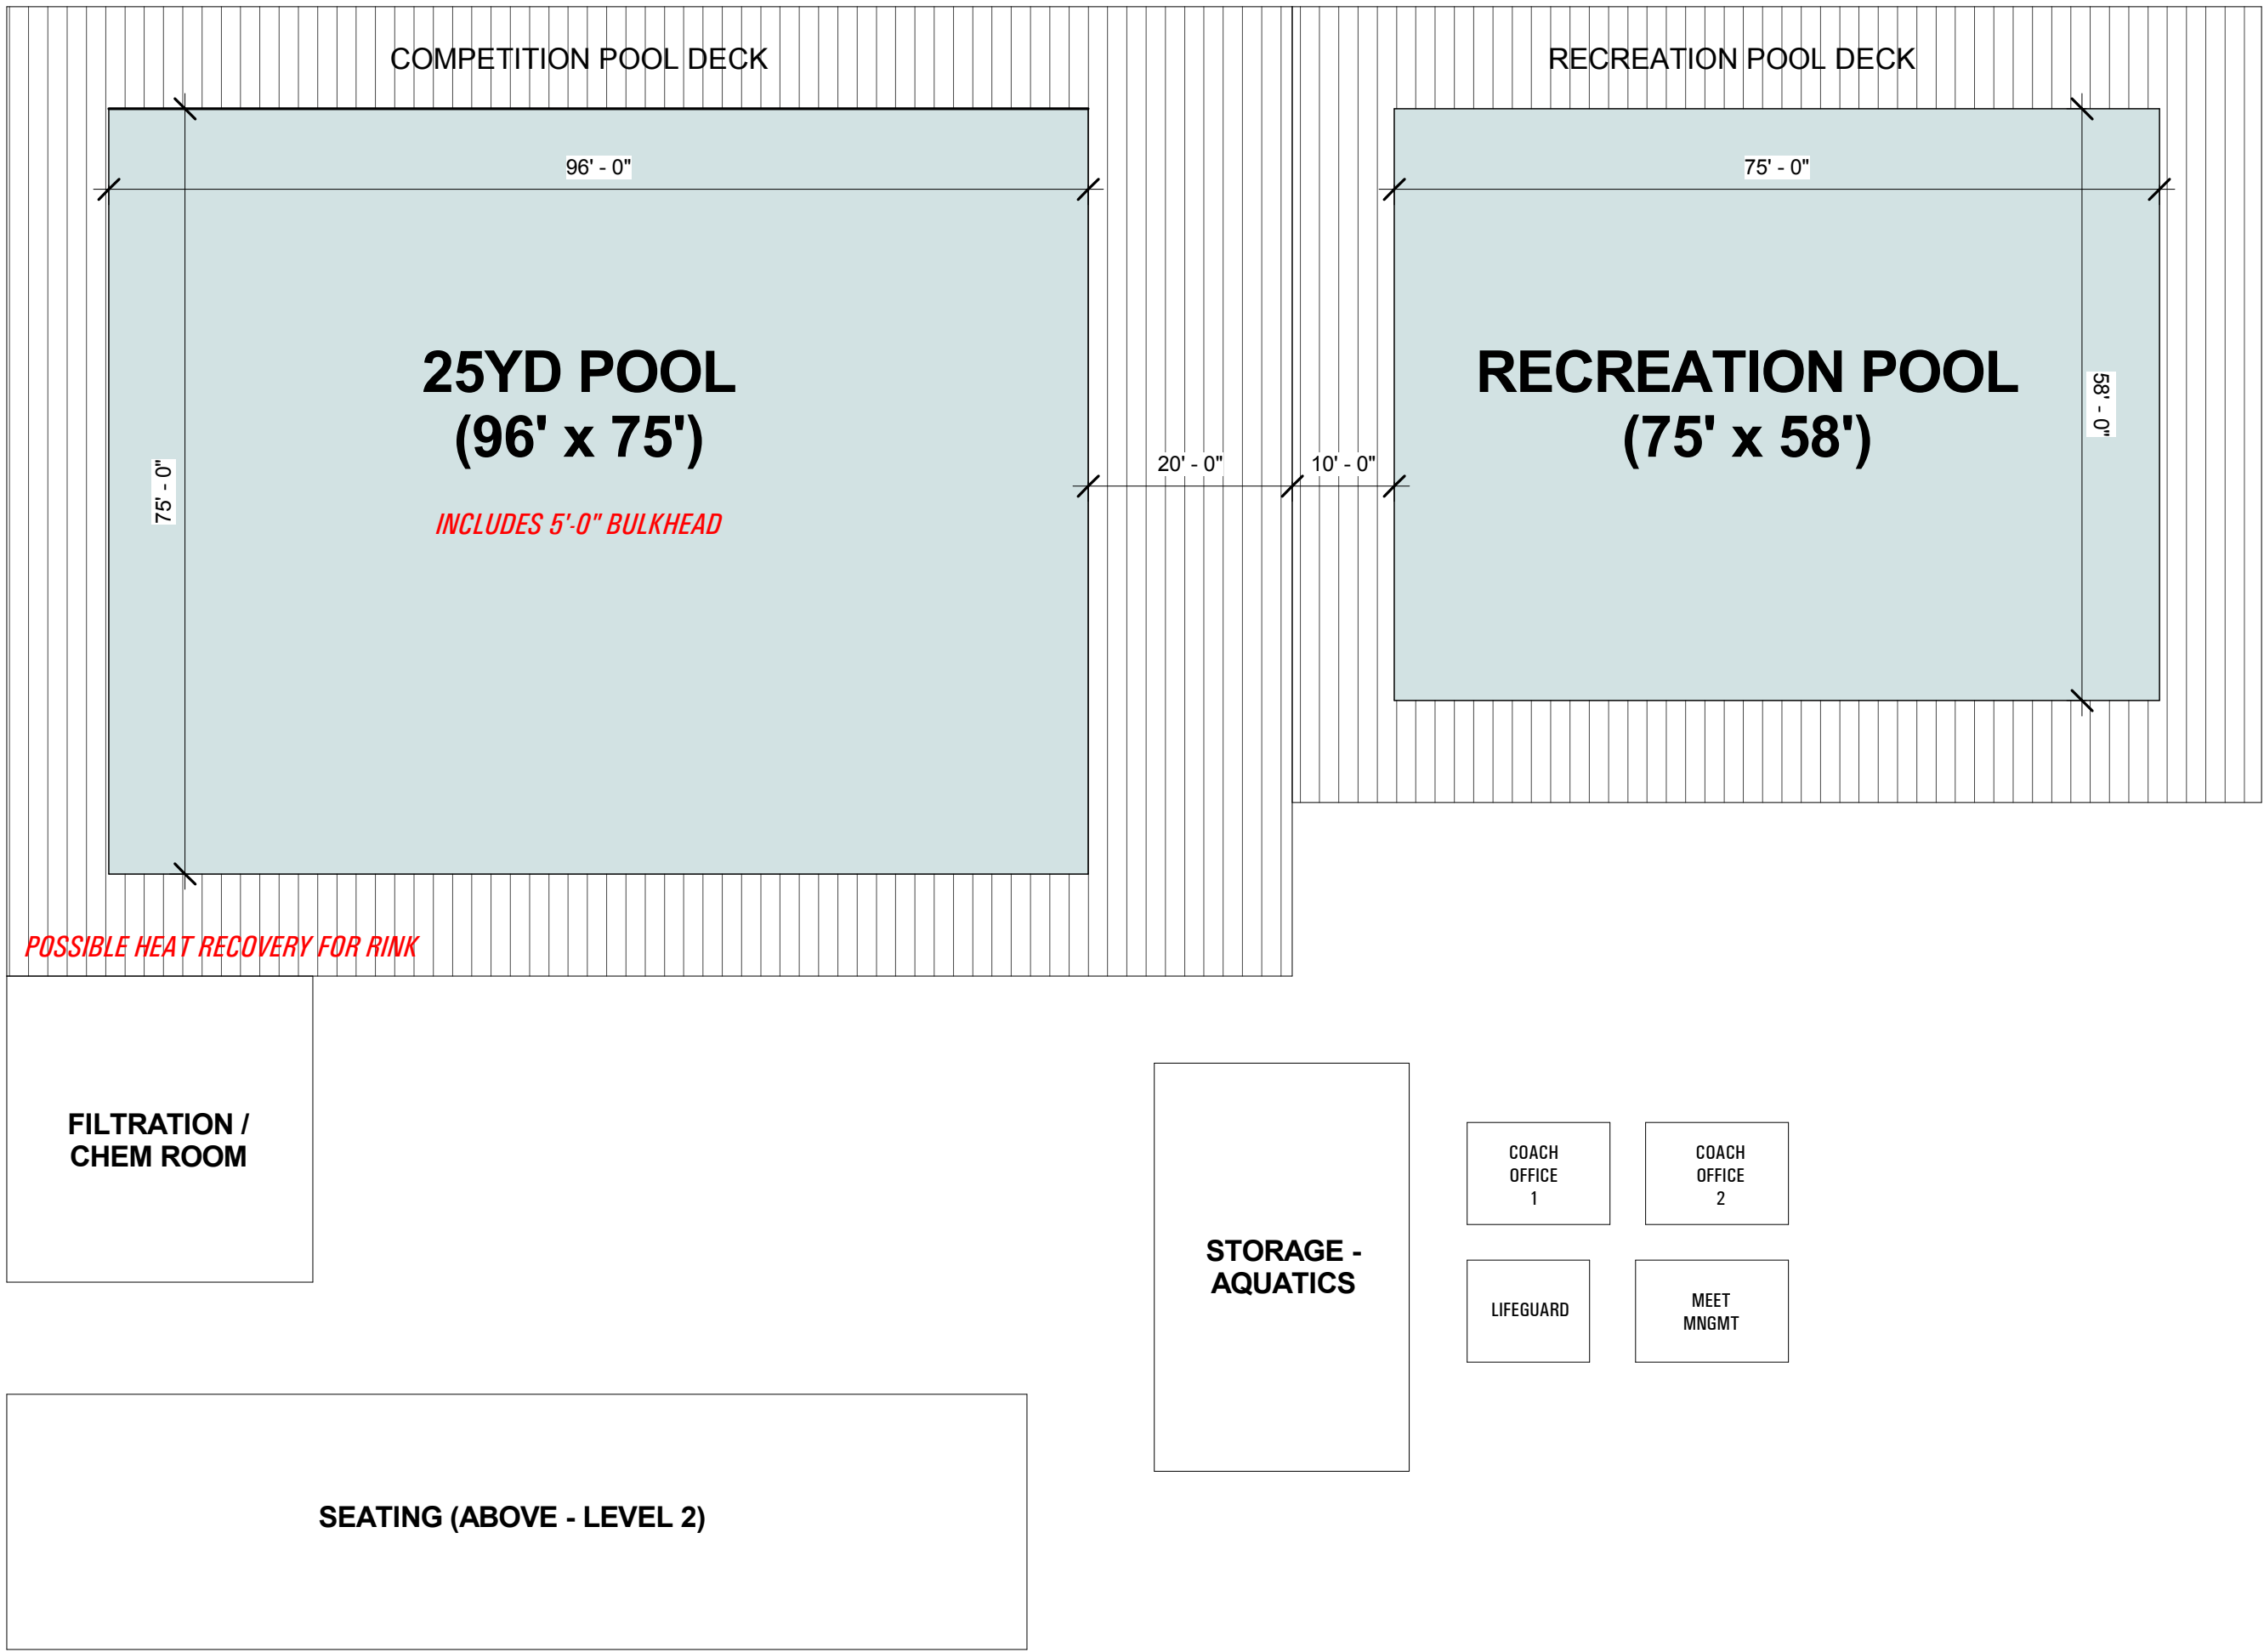 COMPETITION POOL DECK
RECREATION POOL DECK
96' - 0"
75' - 0"
25YD POOL
(96' x 75')
RECREATION POOL
(75' x 58')
58' - 0"
75' - 0"
20' - 0"
10' - 0"
INCLUDES 5'-0" BULKHEAD
POSSIBLE HEAT RECOVERY FOR RINK
FILTRATION /
CHEM ROOM
STORAGE -
AQUATICS
COACH
OFFICE
1
COACH
OFFICE
2
LIFEGUARD
MEET
MNGMT
SEATING (ABOVE - LEVEL 2)